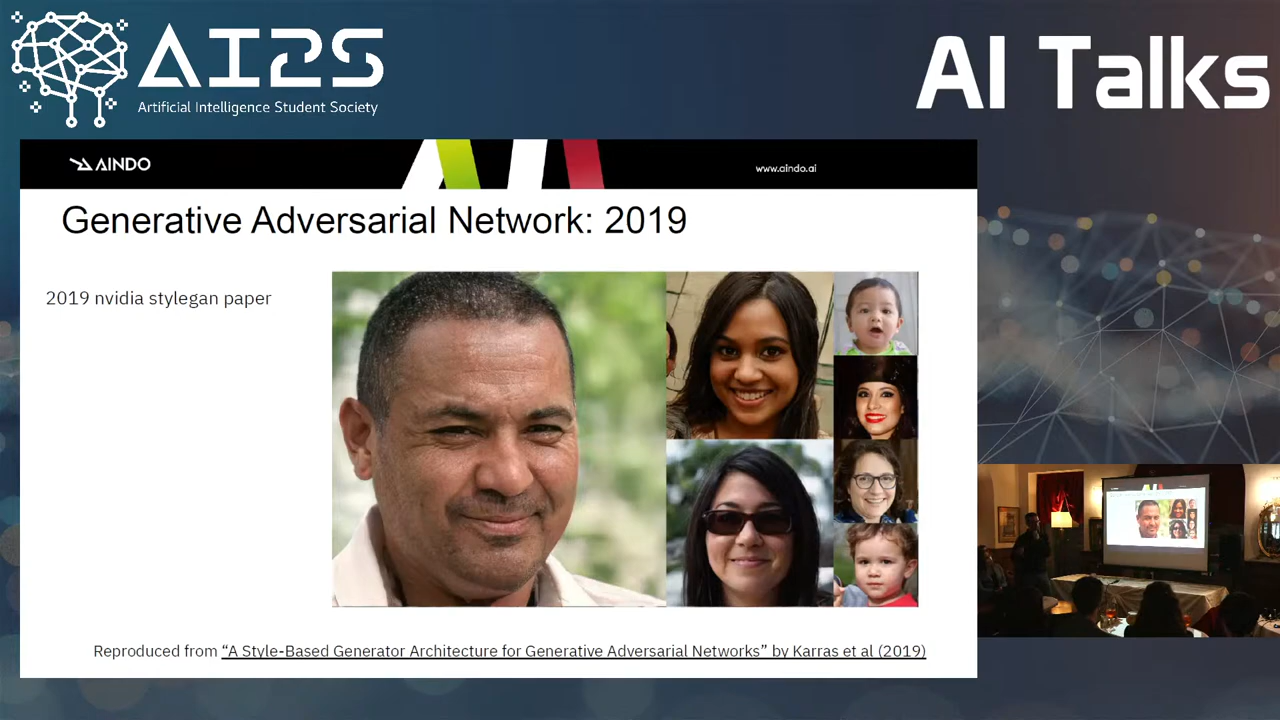 AI2S
Artificial Intelligence Student Society
AI Talks
AINDO
www.aindo.ai
Generative Adversarial Network: 2019
2019 nvidia stylegan paper
Reproduced from “A Style-Based Generator Architecture for Generative Adversarial Networks” by Karras et al (2019)